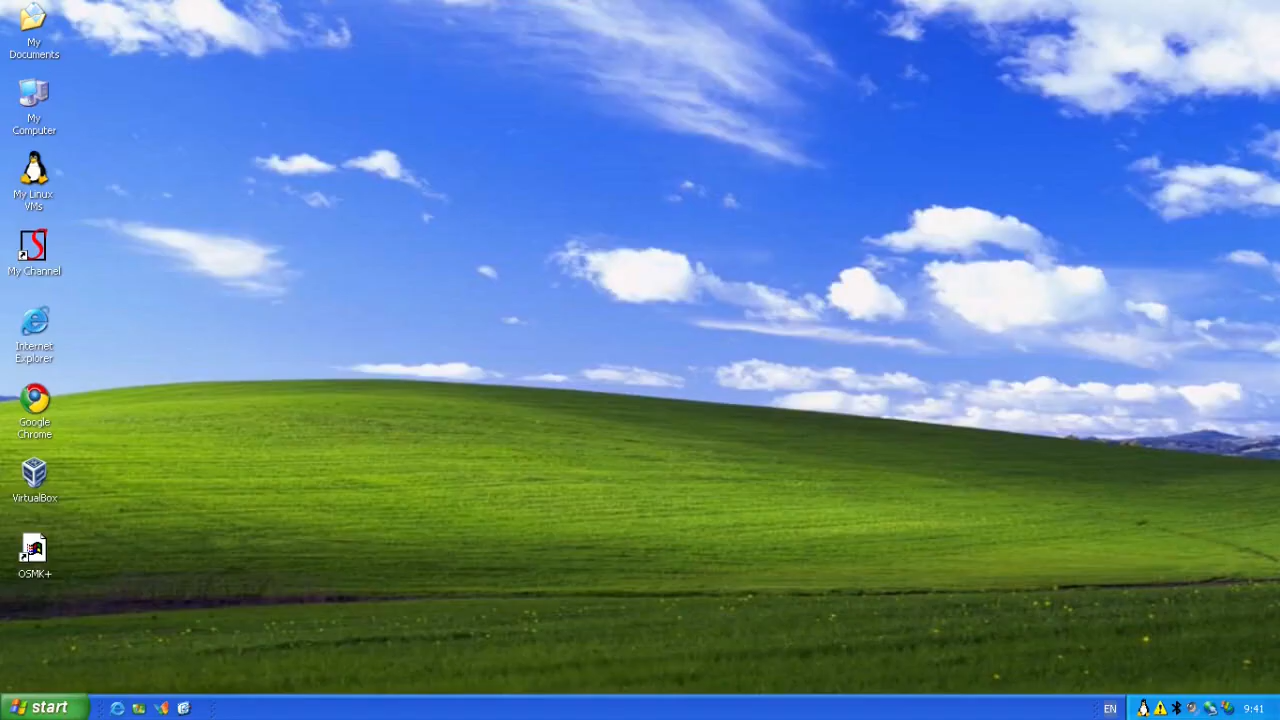 My
Documents
My
Computer
My Linux
VMs
My Channel
Internet
Explorer
Google
Chrome
VirtualBox
OSMK+
start
EN
9:41